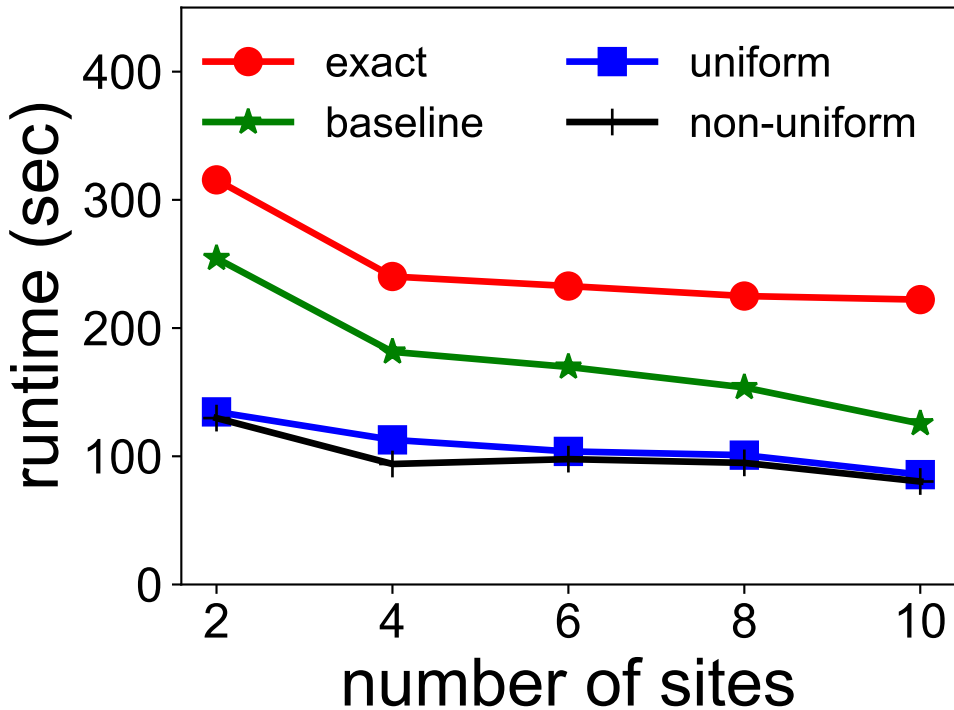 400
300
200
100
0
runtime (sec)
exact
baseline
uniform
non-uniform
2 4 6 8 10
number of sites